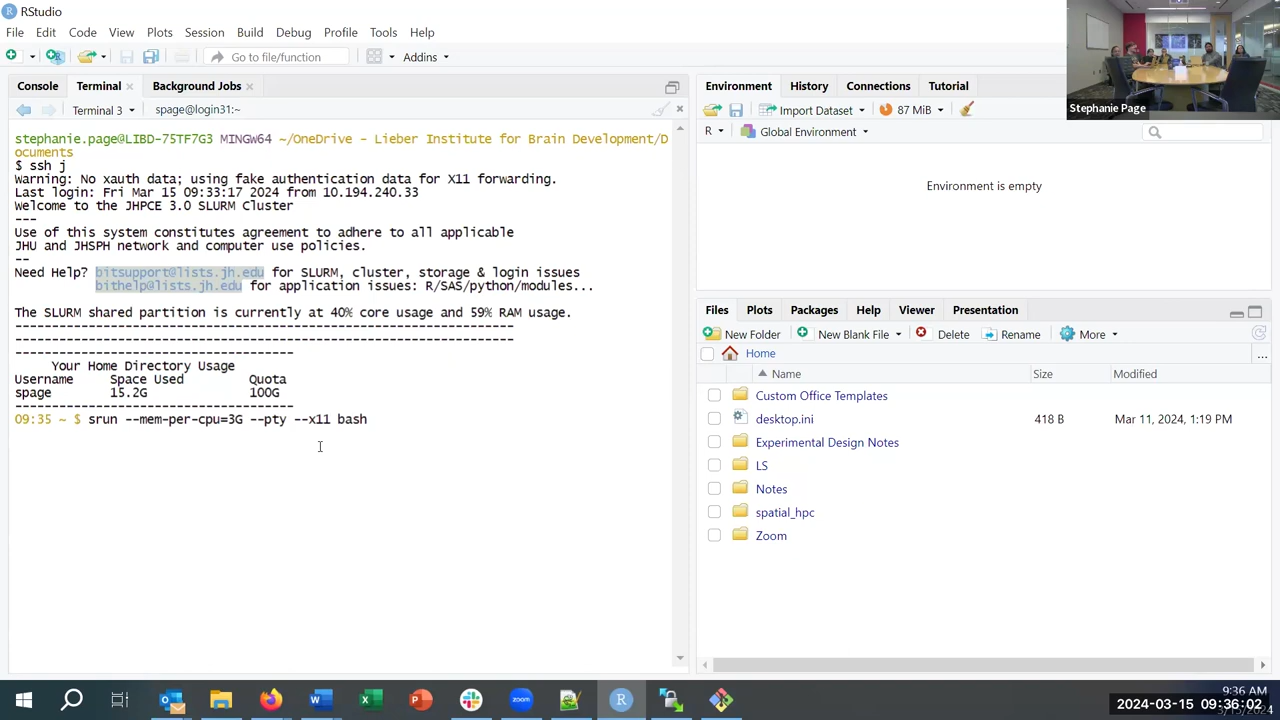 RStudio
File Edit Code View Plots Session Build Debug Profile Tools Help
Go to file/function Addins
Console Terminal Background Jobs
Terminal 3 spage@login31:~
stephanie.page@LIBD-75TF7G3 MINGW64 ~/OneDrive - Lieber Institute for Brain Development/D
ocuments
$ ssh j
Warning: No xauth data; using fake authentication data for X11 forwarding.
Last login: Fri Mar 15 09:33:17 2024 from 10.194.240.33
Welcome to the JHPCE 3.0 SLURM Cluster
---
Use of this system constitutes agreement to adhere to all applicable
JHU and JHSPH network and computer use policies.
--
Need Help? bitsupport@lists.jh.edu for SLURM, cluster, storage & login issues
bithelp@lists.jh.edu for application issues: R/SAS/python/modules...
The SLURM shared partition is currently at 40% core usage and 59% RAM usage.
--------------------------------------------------------------------
--------------------------------------------------------------------
--------------------------------------
Your Home Directory Usage
Username Space Used Quota
spage 15.2G 100G
--------------------------------------
09:35 ~ $ srun --mem-per-cpu=3G --pty --x11 bash
Environment History Connections Tutorial
Import Dataset 87 MiB
R Global Environment
Environment is empty
Files Plots Packages Help Viewer Presentation
New Folder New Blank File Delete Rename More
Home ...
Name Size Modified
Custom Office Templates
desktop.ini 418 B Mar 11, 2024, 1:19 PM
Experimental Design Notes
LS
Notes
spatial_hpc
Zoom
Stephanie Page
zoom
9:36 AM
2024-03-15 09:36:02